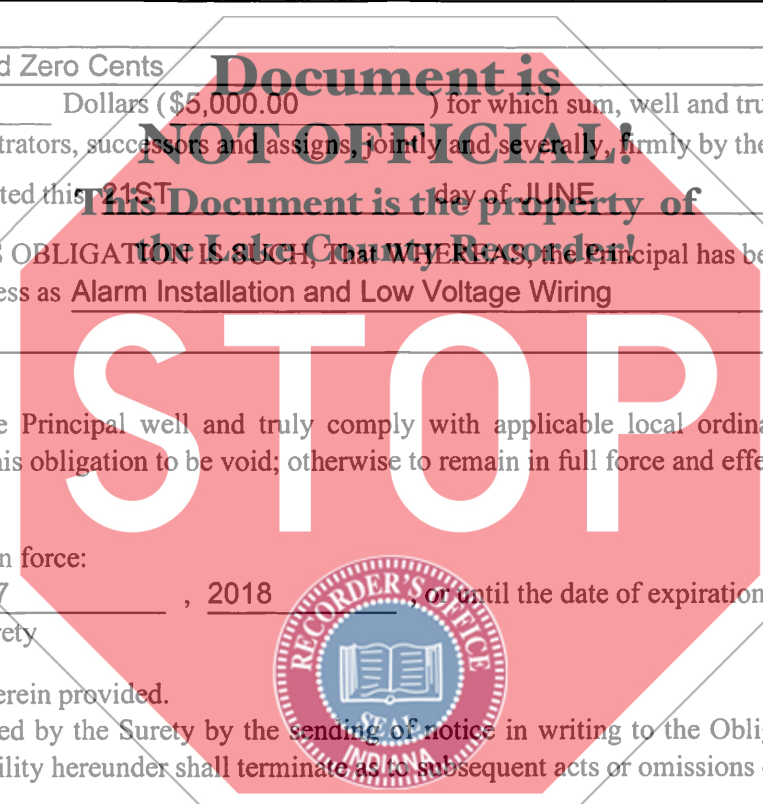 d Zero Cents
Document is
Dollars ($5,000.00 ) for which sum, well and tru
NOT OFFICIAL!
trators, successors and assigns, jointly and severally, firmly by the
ted this 21ST day of JUNE
This Document is the property of
the Lake County Recorder!
S OBLIGATION IS SUCH, That WHEREAS, the Principal has be
ess as Alarm Installation and Low Voltage Wiring
STOP
e Principal well and truly comply with applicable local ordina
his obligation to be void; otherwise to remain in full force and effe
n force:
7 , 2018 , or until the date of expiration
rety
RECORDER'S OFFICE
SEAL
INDIANA
erein provided.
ed by the Surety by the sending of notice in writing to the Oblig
ility hereunder shall terminate as to subsequent acts or omissions